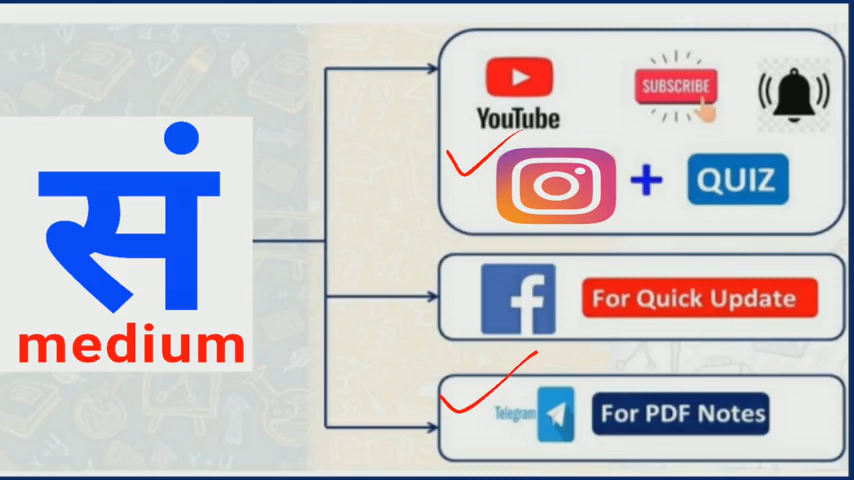 सं
medium
YouTube
SUBSCRIBE
QUIZ
For Quick Update
Telegram
For PDF Notes